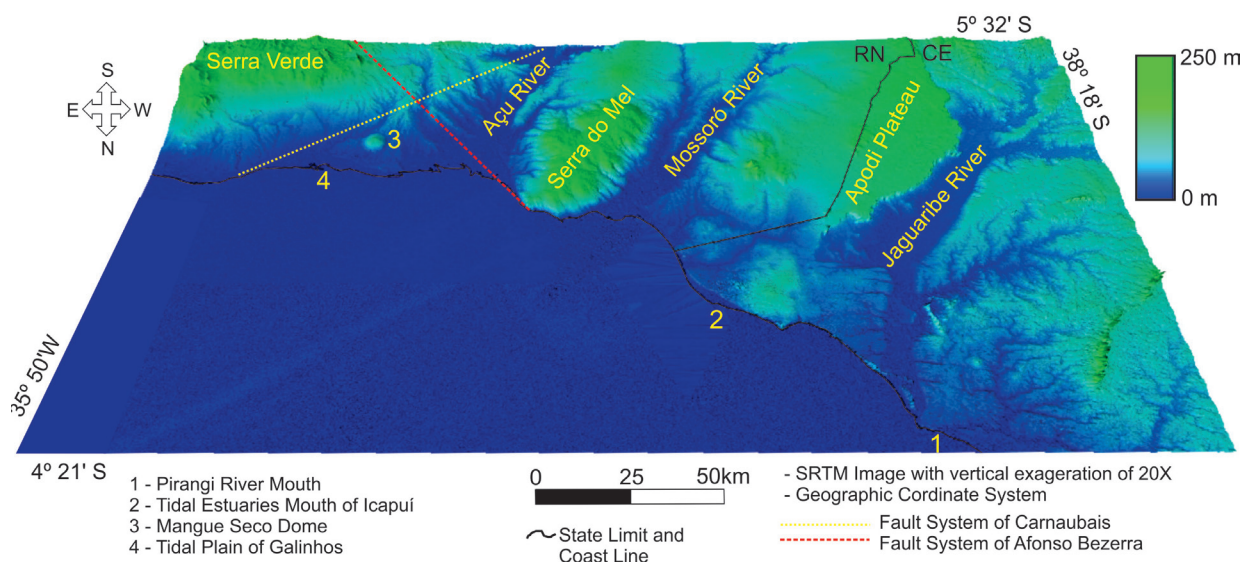 5º 32' S
38º 18' S
250 m
0 m
S
E W
N
Serra Verde
Açu River
Serra do Mel
Mossoró River
RN CE
Apodi Plateau
Jaguaribe River
3
4
2
1
35º 50'W
4º 21' S
1 - Pirangi River Mouth
2 - Tidal Estuaries Mouth of Icapuí
3 - Mangue Seco Dome
4 - Tidal Plain of Galinhos
0 25 50km
State Limit and
Coast Line
- SRTM Image with vertical exageration of 20X
- Geographic Cordinate System
Fault System of Carnaubais
Fault System of Afonso Bezerra